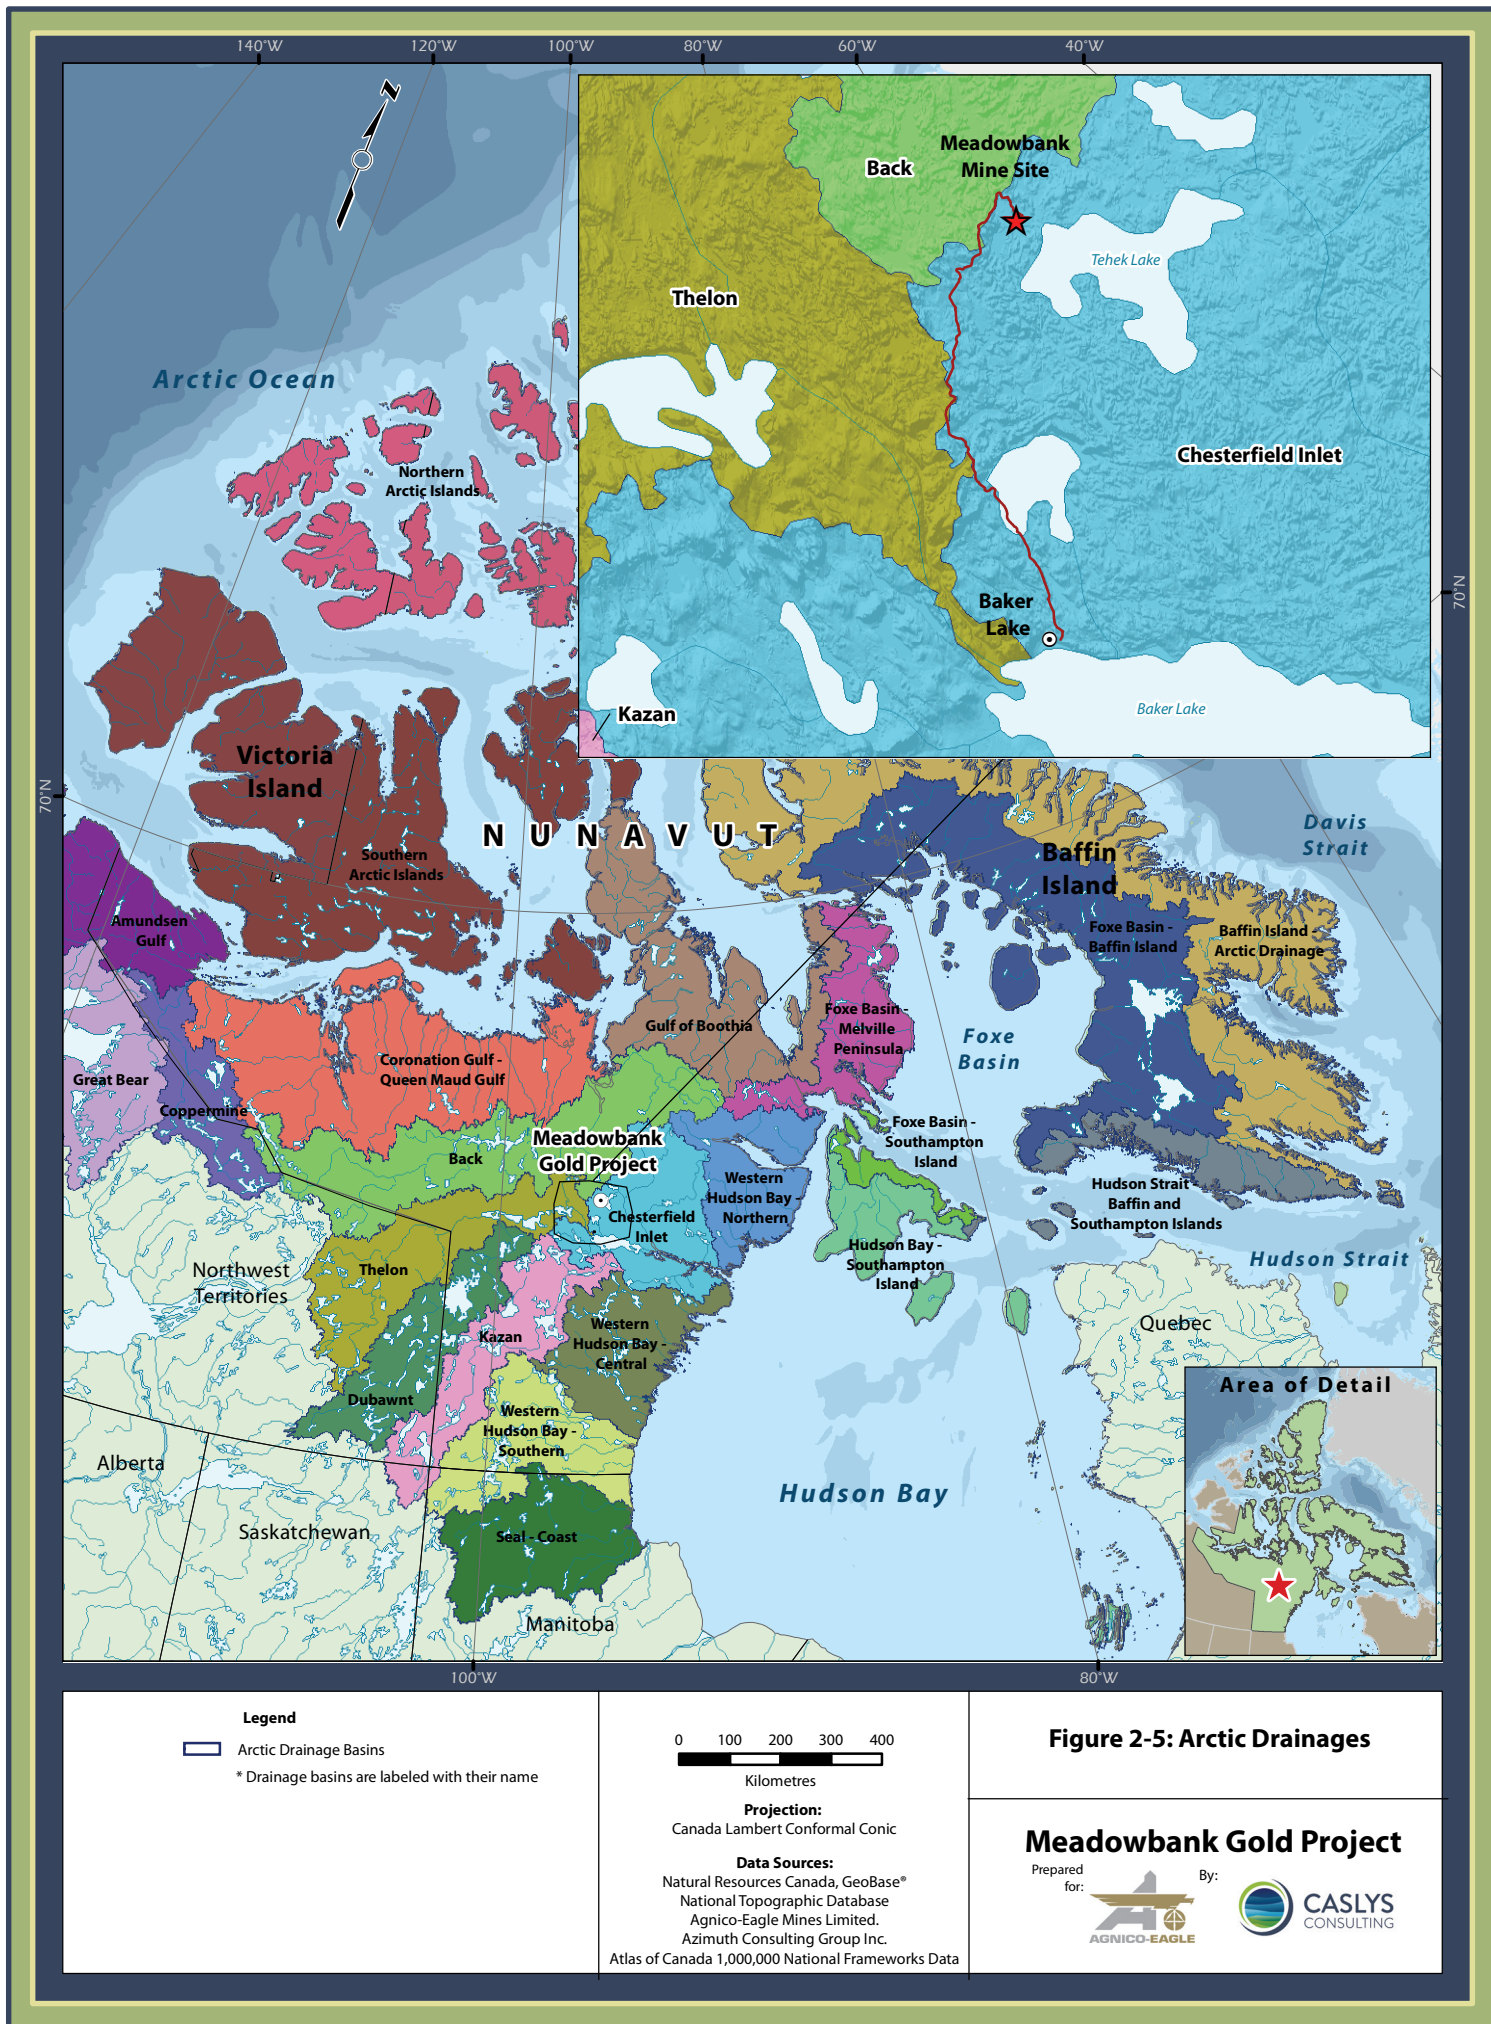 140°W
120°W
100°W
80°W
60°W
40°W
N
Back
Meadowbank
Mine Site
Tehek Lake
Thelon
Chesterfield Inlet
Baker
Lake
Baker Lake
Kazan
70°N
70°N
Arctic Ocean
Northern
Arctic Islands
Victoria
Island
NUNAVUT
Southern
Arctic Islands
Davis
Strait
Baffin
Island
Amundsen
Gulf
Foxe Basin -
Baffin Island
Baffin Island -
Arctic Drainage
Gulf of Boothia
Foxe Basin -
Melville
Peninsula
Foxe
Basin
Coronation Gulf -
Queen Maud Gulf
Great Bear
Coppermine
Back
Meadowbank
Gold Project
Foxe Basin -
Southampton
Island
Western
Hudson Bay -
Northern
Hudson Strait -
Baffin and
Southampton Islands
Chesterfield
Inlet
Hudson Bay -
Southampton
Island
Hudson Strait
Northwest
Territories
Thelon
Kazan
Western
Hudson Bay -
Central
Quebec
Dubawnt
Western
Hudson Bay -
Southern
Area of Detail
Alberta
Hudson Bay
Saskatchewan
Seal - Coast
Manitoba
100°W
80°W
Legend
Arctic Drainage Basins
* Drainage basins are labeled with their name
0 100 200 300 400
Kilometres
Projection:
Canada Lambert Conformal Conic
Data Sources:
Natural Resources Canada, GeoBase®
National Topographic Database
Agnico-Eagle Mines Limited.
Azimuth Consulting Group Inc.
Atlas of Canada 1,000,000 National Frameworks Data
Figure 2-5: Arctic Drainages
Meadowbank Gold Project
Prepared
for:
AGNICO-EAGLE
By:
CASLYS
CONSULTING